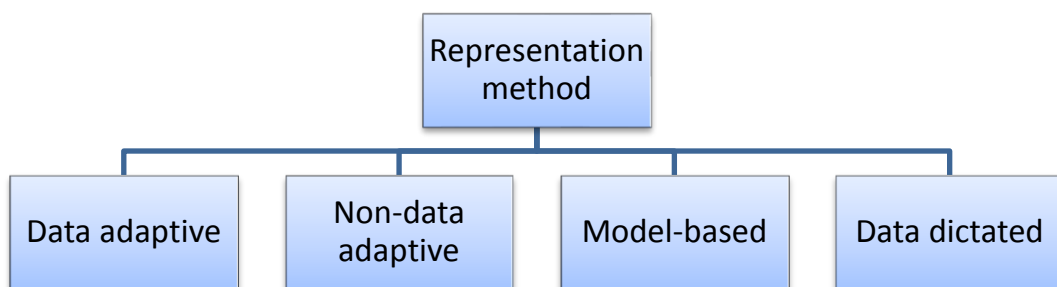 Representation
method
Data adaptive
Non-data
adaptive
Model-based
Data dictated